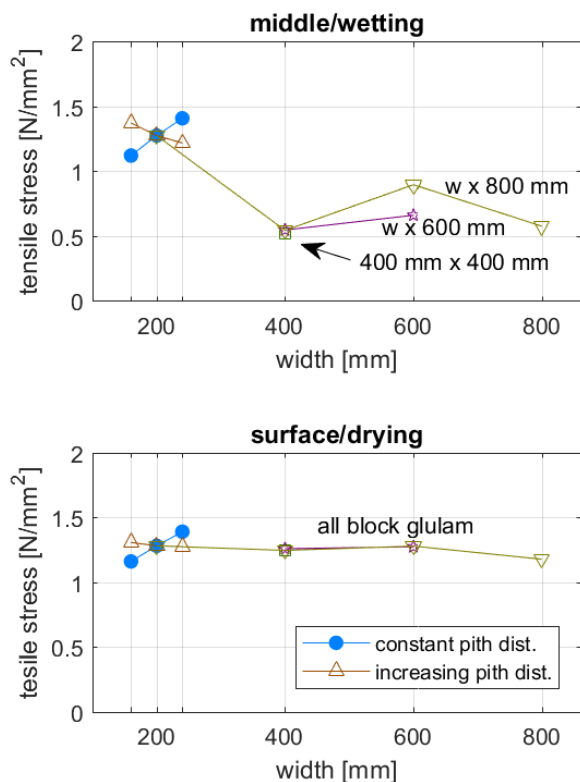 middle/wetting
2
1.5
1
0.5
0
tensile stress [N/mm²]
w x 800 mm
w x 600 mm
400 mm x 400 mm
200 400 600 800
width [mm]
surface/drying
2
1.5
1
0.5
0
tesile stress [N/mm²]
all block glulam
constant pith dist.
increasing pith dist.
200 400 600 800
width [mm]